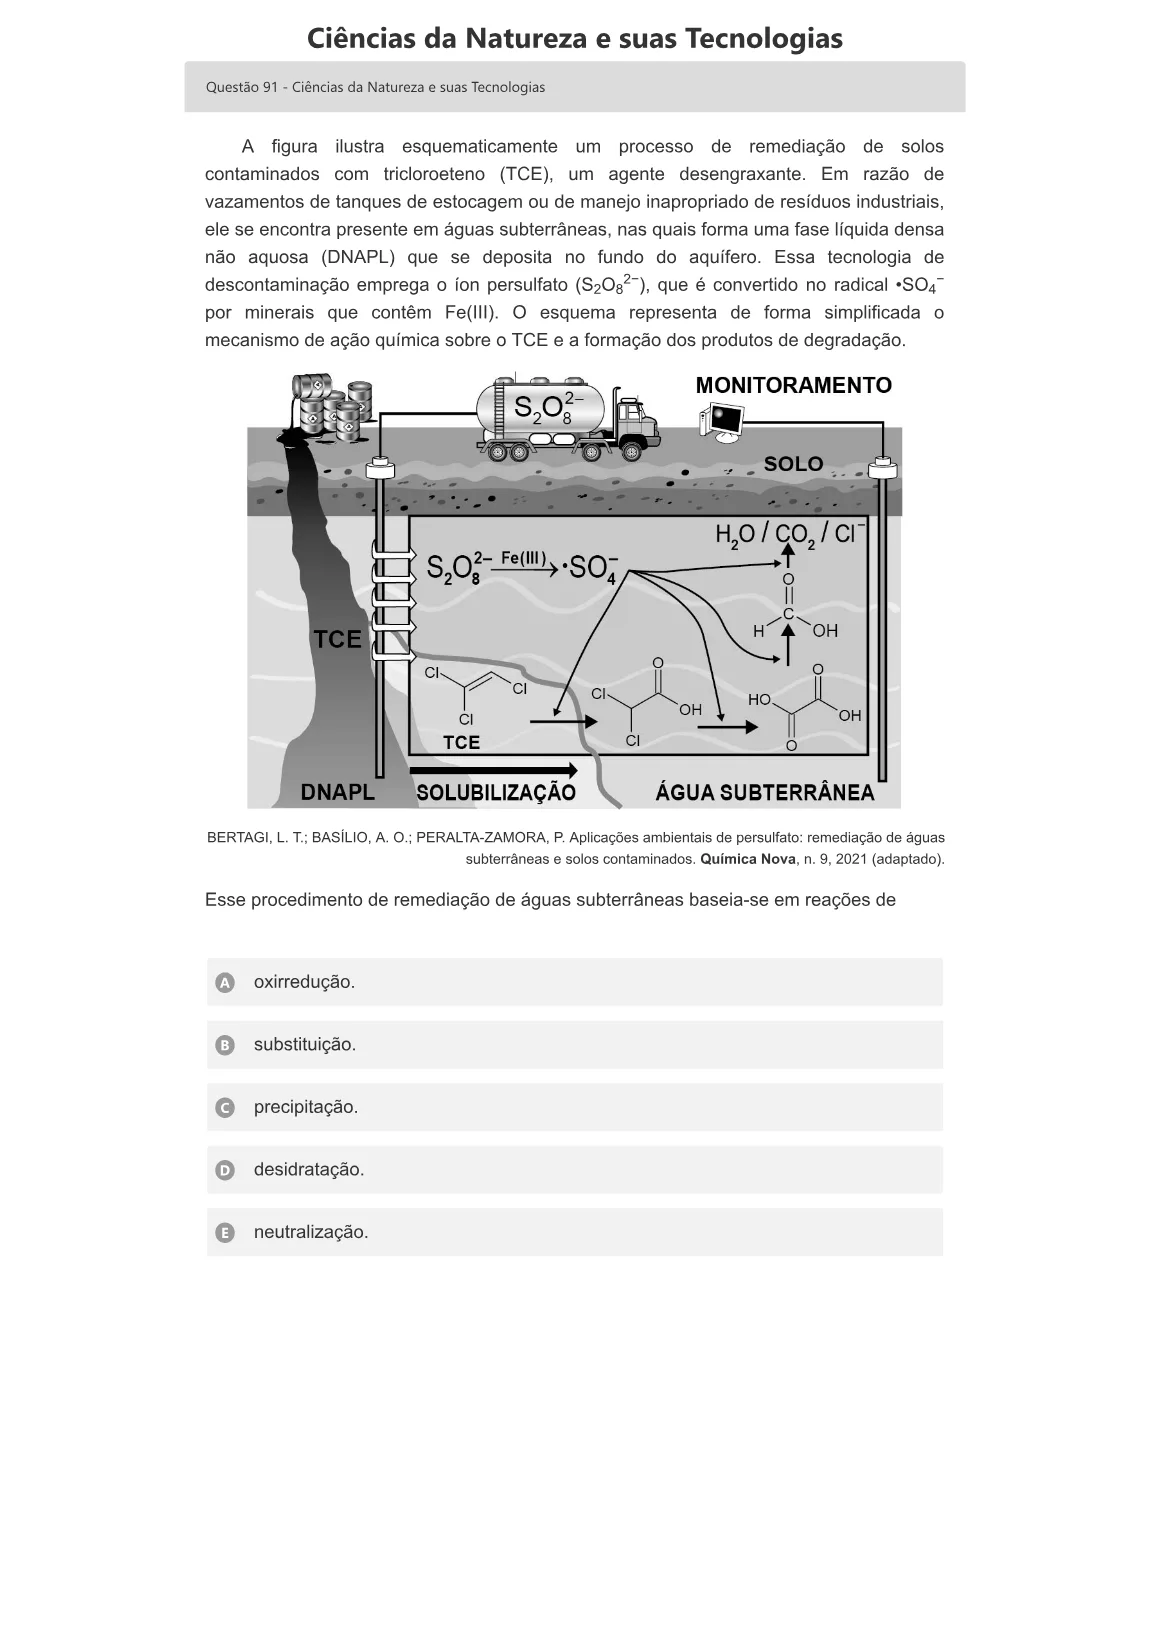 Ciências da Natureza e suas Tecnologias
Questão 91 - Ciências da Natureza e suas Tecnologias
A figura ilustra esquematicamente um processo de remediação de solos
contaminados com tricloroeteno (TCE), um agente desengraxante. Em razão de
vazamentos de tanques de estocagem ou de manejo inapropriado de resíduos industriais,
ele se encontra presente em águas subterrâneas, nas quais forma uma fase líquida densa
não aquosa (DNAPL) que se deposita no fundo do aquífero. Essa tecnologia de
descontaminação emprega o íon persulfato (S₂O₈²⁻), que é convertido no radical •SO₄⁻
por minerais que contêm Fe(III). O esquema representa de forma simplificada o
mecanismo de ação química sobre o TCE e a formação dos produtos de degradação.
MONITORAMENTO
S₂O₈²⁻
SOLO
H₂O / CO₂ / Cl⁻
S₂O₈²⁻ Fe(III) •SO₄⁻
O
C
H OH
TCE
Cl
Cl
Cl
TCE
O
Cl
OH
Cl
O
HO
OH
O
DNAPL SOLUBILIZAÇÃO ÁGUA SUBTERRÂNEA
BERTAGI, L. T.; BASÍLIO, A. O.; PERALTA-ZAMORA, P. Aplicações ambientais de persulfato: remediação de águas
subterrâneas e solos contaminados. Química Nova, n. 9, 2021 (adaptado).
Esse procedimento de remediação de águas subterrâneas baseia-se em reações de
A oxirredução.
B substituição.
C precipitação.
D desidratação.
E neutralização.